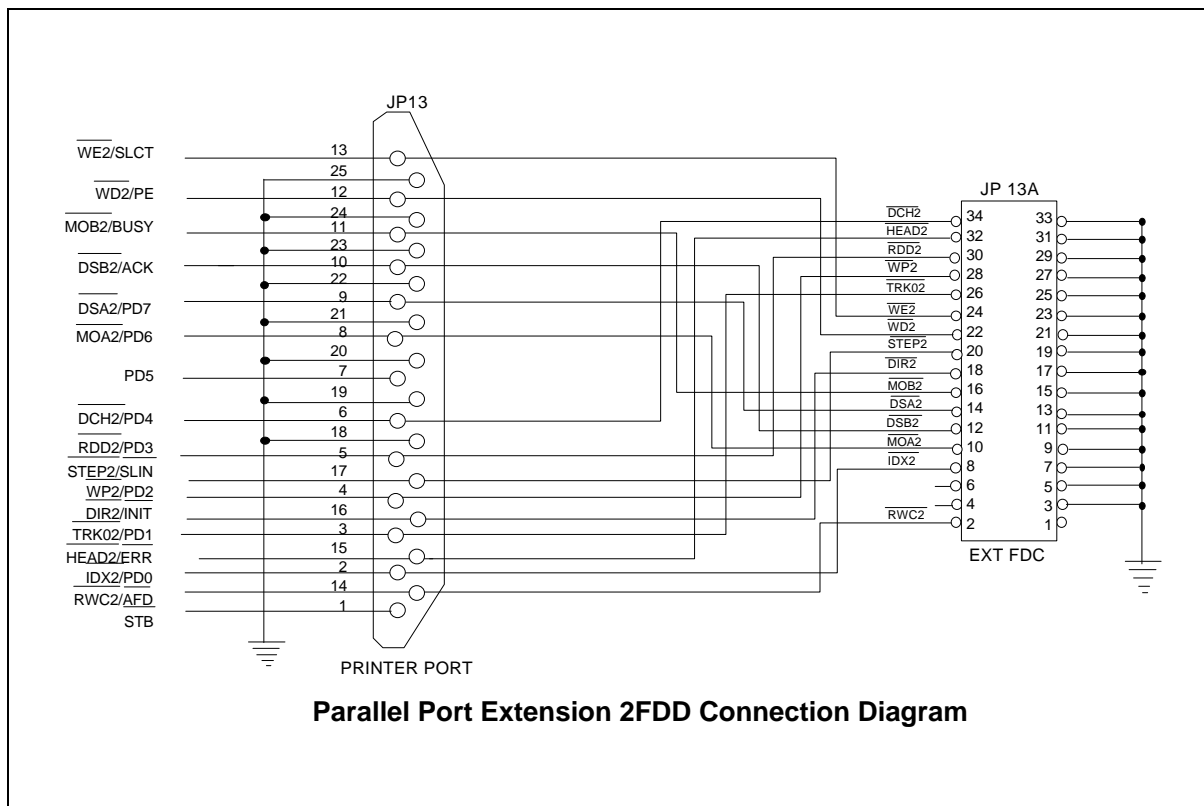 JP13
WE2/SLCT
13
25
WD2/PE
12
24
MOB2/BUSY
11
23
DSB2/ACK
10
22
DSA2/PD7
9
21
MOA2/PD6
8
20
PD5
7
19
DCH2/PD4
6
18
RDD2/PD3
5
STEP2/SLIN
17
WP2/PD2
4
DIR2/INIT
16
TRK02/PD1
3
HEAD2/ERR
15
IDX2/PD0
2
RWC2/AFD
14
STB
1
PRINTER PORT
JP 13A
DCH2 34 33
HEAD2 32 31
RDD2 30 29
WP2 28 27
TRK02 26 25
WE2 24 23
WD2 22 21
STEP2 20 19
DIR2 18 17
MOB2 16 15
DSA2 14 13
DSB2 12 11
MOA2 10 9
IDX2 8 7
6 5
4 3
RWC2 2 1
EXT FDC
Parallel Port Extension 2FDD Connection Diagram